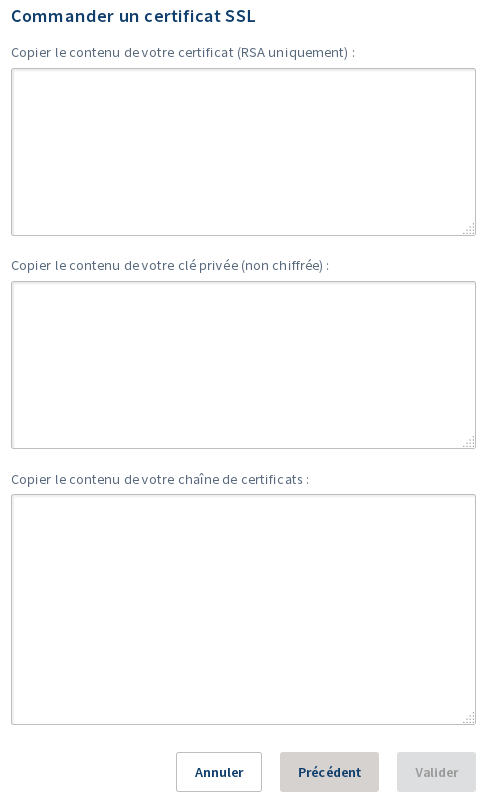 Commander un certificat SSL
Copier le contenu de votre certificat (RSA uniquement) :
Copier le contenu de votre clé privée (non chiffrée) :
Copier le contenu de votre chaîne de certificats :
Annuler Précédent Valider